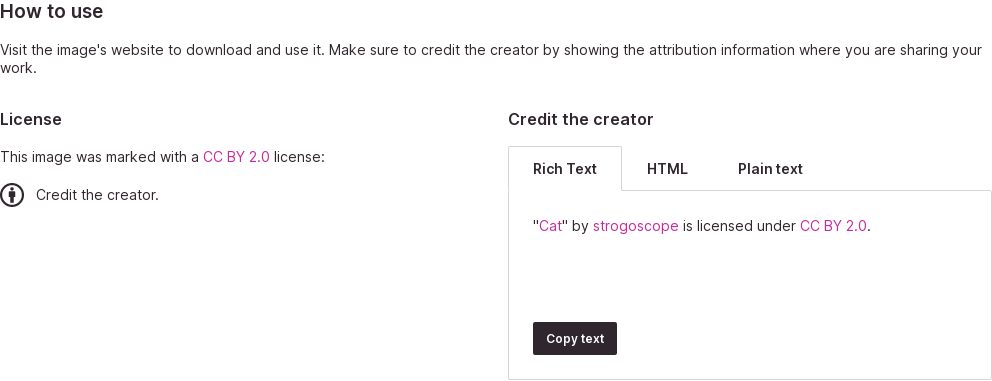 How to use
Visit the image's website to download and use it. Make sure to credit the creator by showing the attribution information where you are sharing your
work.
License
This image was marked with a CC BY 2.0 license:
Credit the creator.
Credit the creator
Rich Text
HTML
Plain text
"Cat" by strogoscope is licensed under CC BY 2.0.
Copy text